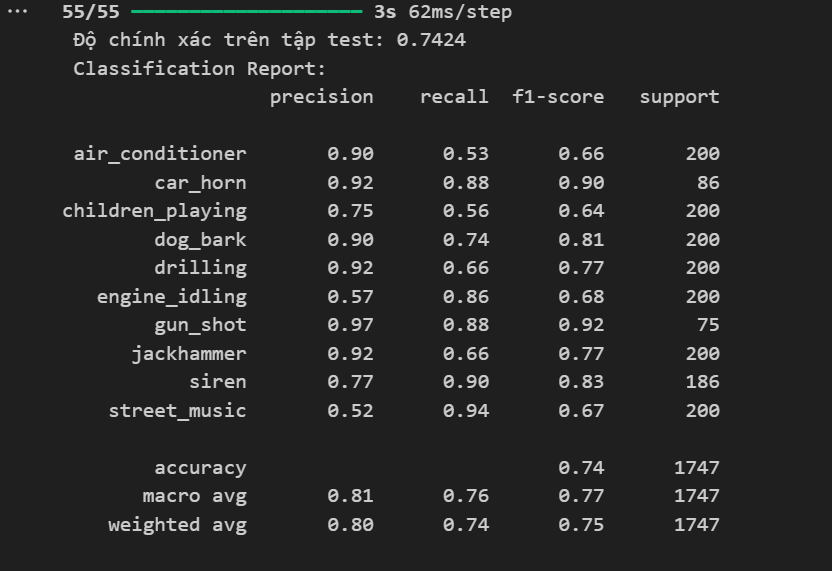 ... 55/55 ━━━━━━━━━━━━━━━━━━━━ 3s 62ms/step
Độ chính xác trên tập test: 0.7424
Classification Report:
precision recall f1-score support
air_conditioner 0.90 0.53 0.66 200
car_horn 0.92 0.88 0.90 86
children_playing 0.75 0.56 0.64 200
dog_bark 0.90 0.74 0.81 200
drilling 0.92 0.66 0.77 200
engine_idling 0.57 0.86 0.68 200
gun_shot 0.97 0.88 0.92 75
jackhammer 0.92 0.66 0.77 200
siren 0.77 0.90 0.83 186
street_music 0.52 0.94 0.67 200
accuracy 0.74 1747
macro avg 0.81 0.76 0.77 1747
weighted avg 0.80 0.74 0.75 1747